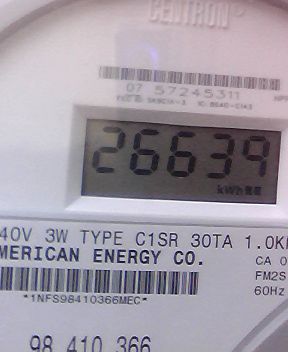 CENTRON®
07 57245311
26639
kWh
40V 3W TYPE C1SR 30TA 1.0K
MERICAN ENERGY CO.
CA 0
FM2S
60Hz
*1NFS98410366MEC*
98 410 366